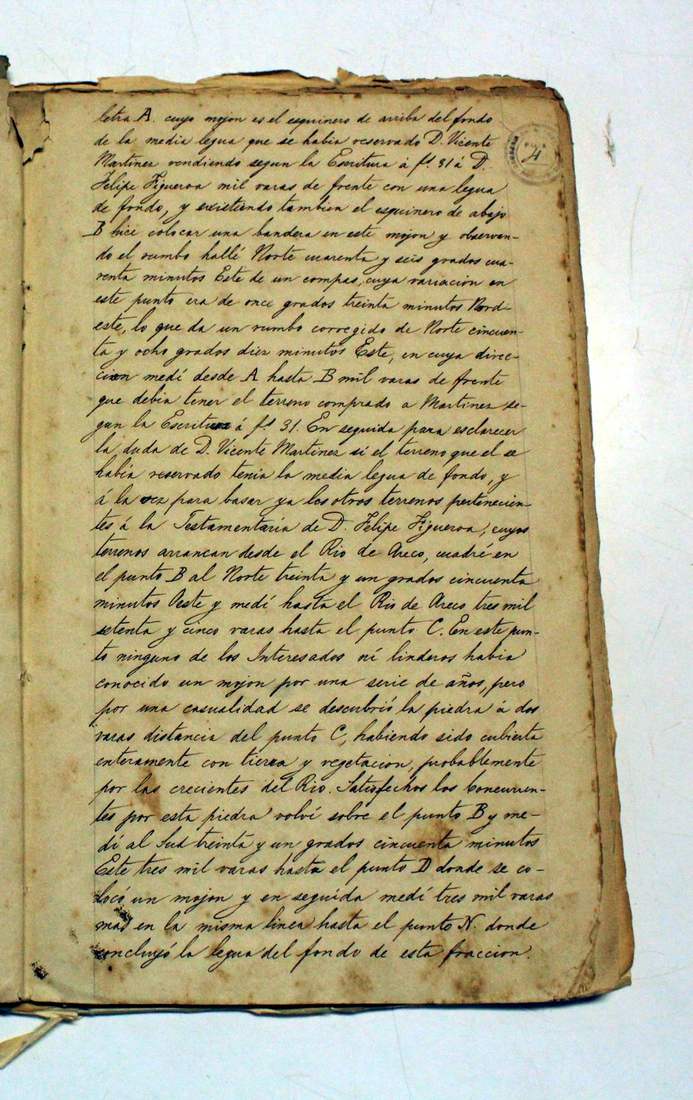 4
letra A. cuyo mojon es el esquinero de arriba del fondo
de la media legua que se habia reservado D. Vicente
Martinez vendiendo segun la Escritura á fs. 31 á D.
Felipe Figueroa mil varas de frente con una legua
de fondo, y existiendo tambien el esquinero de abajo
B hice colocar una bandera en este mojon y observan-
do el rumbo hallé Norte cuarenta y seis grados cua-
renta minutos Este de un compas, cuya variacion en
este punto era de once grados treinta minutos Nord-
este, lo que da un rumbo corregido de Norte cincuen-
ta y ocho grados diez minutos Este, en cuya direc-
cion medí desde A hasta B mil varas de frente
que debia tener el terreno comprado a Martinez se-
gun la Escritura á fs 31. En seguida para esclarecer
la duda de D. Vicente Martinez si el terreno que el se
habia reservado tenia la media legua de fondo, y
á la vez para basar ya los otros terrenos pertenecien-
tes á la Testamentaria de D. Felipe Figueroa, cuyos
terrenos arrancan desde el Rio de Areco, cuadré en
el punto B al Norte treinta y un grados cincuenta
minutos Oeste y medí hasta el Rio de Areco tres mil
setenta y cinco varas hasta el punto C. En este pun-
to ninguno de los Interesados ni linderos habia
conocido un mojon por una serie de años, pero
por una casualidad se descubrió la piedra á dos
varas distancia del punto C, habiendo sido cubierta
enteramente con tierra y vegetacion, probablemente
por las crecientes del Rio. Satisfechos los Concurren-
tes por esta piedra volví sobre el punto B y me-
dí al Sud treinta y un grados cincuenta minutos
Este tres mil varas hasta el punto D donde se co-
locó un mojon y en seguida medí tres mil varas
mas en la misma linea hasta el punto N. donde
concluyó la legua del fondo de esta fraccion.